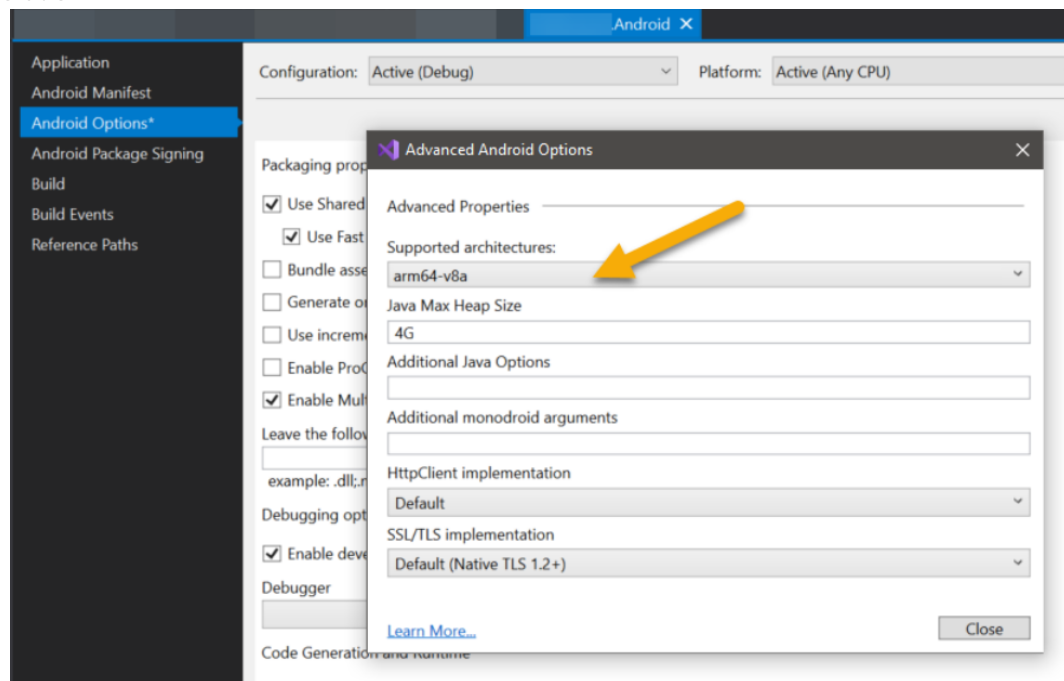 .Android
Application
Android Manifest
Android Options*
Android Package Signing
Build
Build Events
Reference Paths
Configuration: Active (Debug) Platform: Active (Any CPU)
Packaging prop
Use Shared
Use Fast
Bundle asse
Generate
Use increm
Enable Pro
Enable Mul
Leave the follow
example: .dll;.
Debugging opt
Enable deve
Debugger
Code Generation and Runtime
Advanced Android Options
Advanced Properties
Supported architectures:
arm64-v8a
Java Max Heap Size
4G
Additional Java Options
Additional monodroid arguments
HttpClient implementation
Default
SSL/TLS implementation
Default (Native TLS 1.2+)
Learn More...
Close